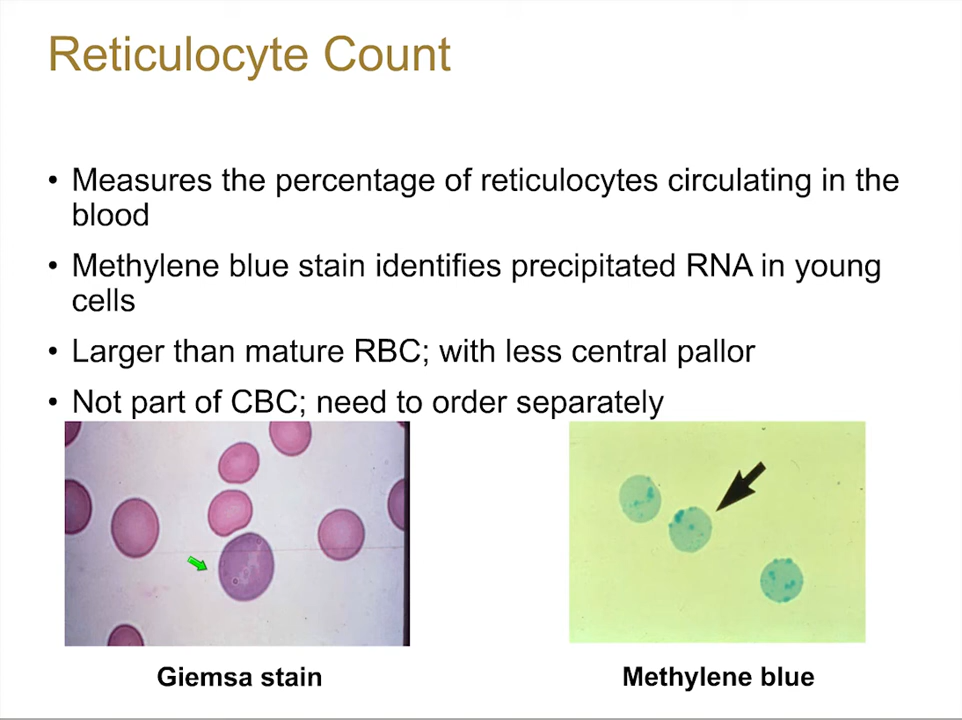 Reticulocyte Count
• Measures the percentage of reticulocytes circulating in the
blood
• Methylene blue stain identifies precipitated RNA in young
cells
• Larger than mature RBC; with less central pallor
• Not part of CBC; need to order separately
Giemsa stain
Methylene blue